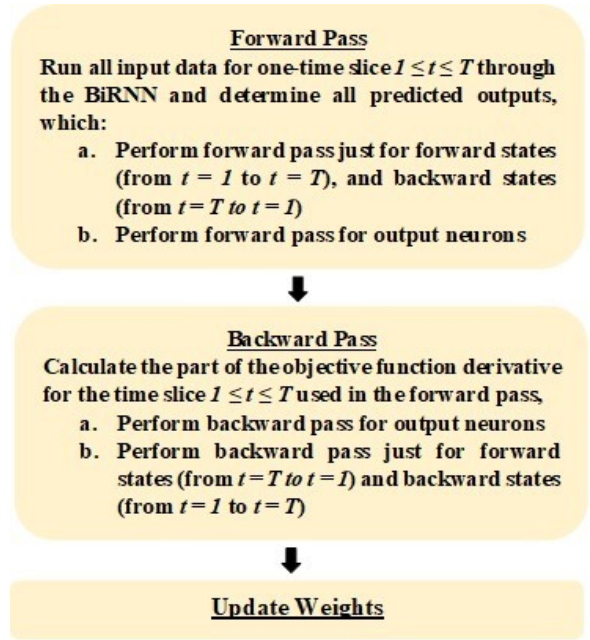 Forward Pass
Run all input data for one-time slice 1 ≤ t ≤ T through
the BiRNN and determine all predicted outputs,
which:
a. Perform forward pass just for forward states
(from t = 1 to t = T), and backward states
(from t = T to t = 1)
b. Perform forward pass for output neurons
Backward Pass
Calculate the part of the objective function derivative
for the time slice 1 ≤ t ≤ T used in the forward pass,
a. Perform backward pass for output neurons
b. Perform backward pass just for forward
states (from t = T to t = 1) and backward states
(from t = 1 to t = T)
Update Weights